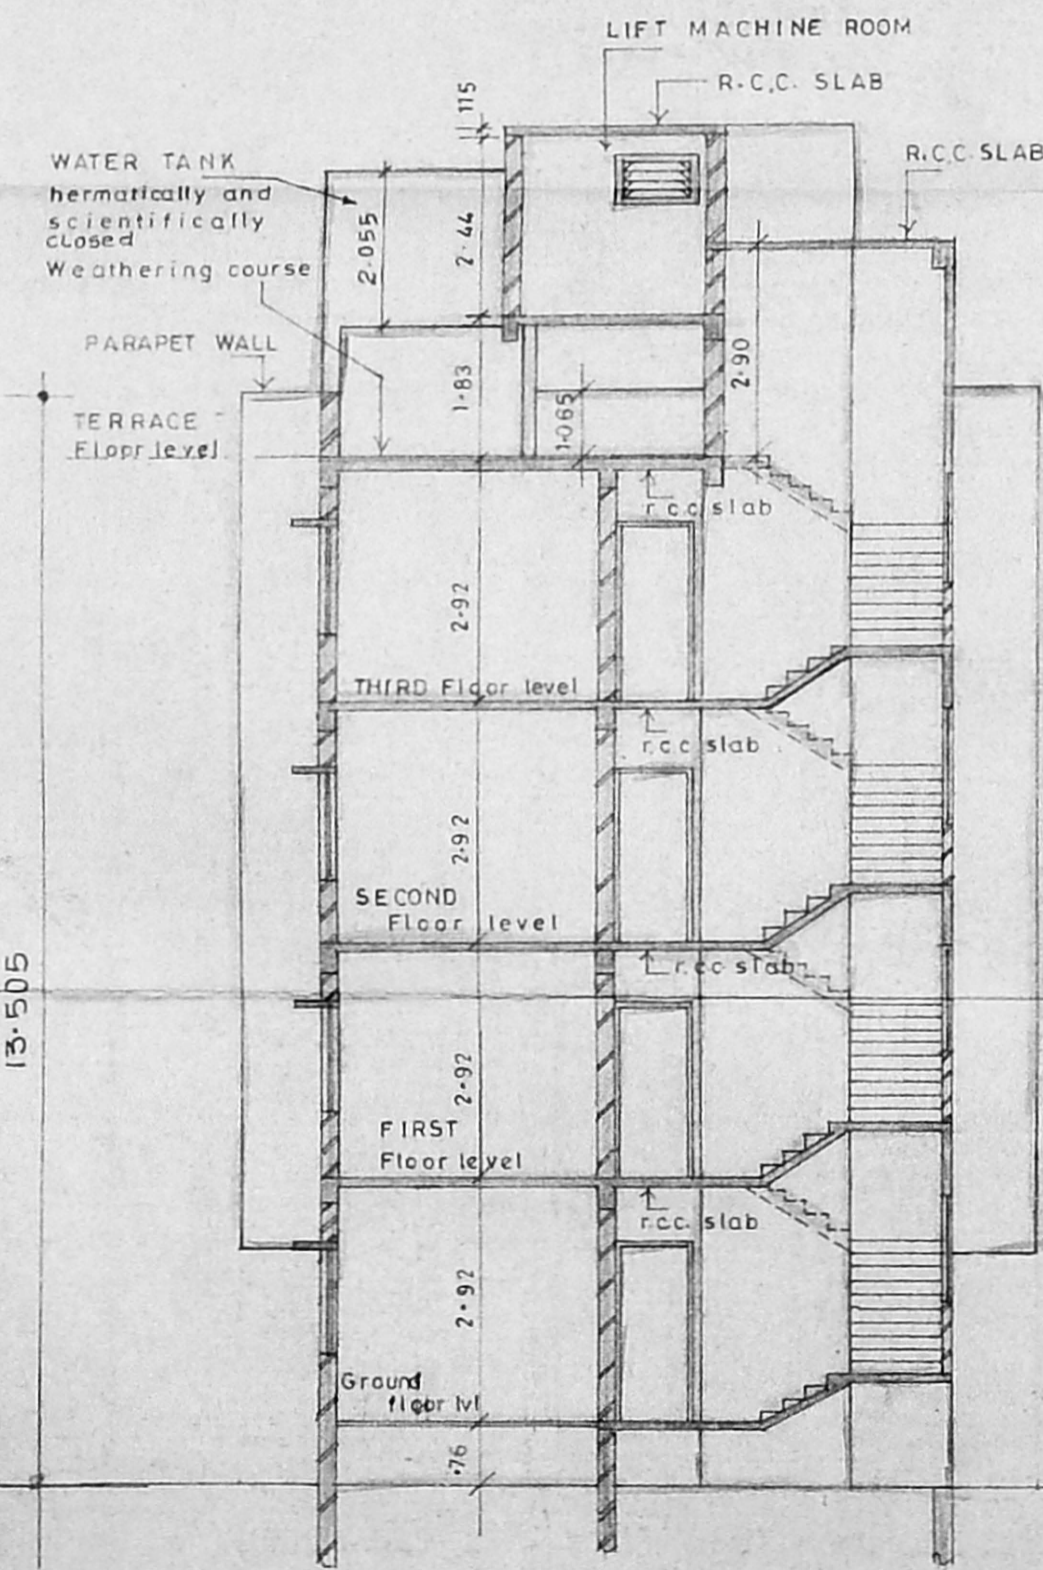 LIFT MACHINE ROOM
R.C.C. SLAB
115
WATER TANK
hermatically and
scientifically
closed
Weathering course
R.C.C. SLAB
2.055
2.44
PARAPET WALL
2.90
1.83
1.065
TERRACE
Floor level
r.c.c. slab
2.92
THIRD Floor level
r.c.c. slab
2.92
SECOND
Floor level
r.c.c. slab
13.505
2.92
FIRST
Floor level
r.c.c. slab
2.92
Ground
floor lvl
.76